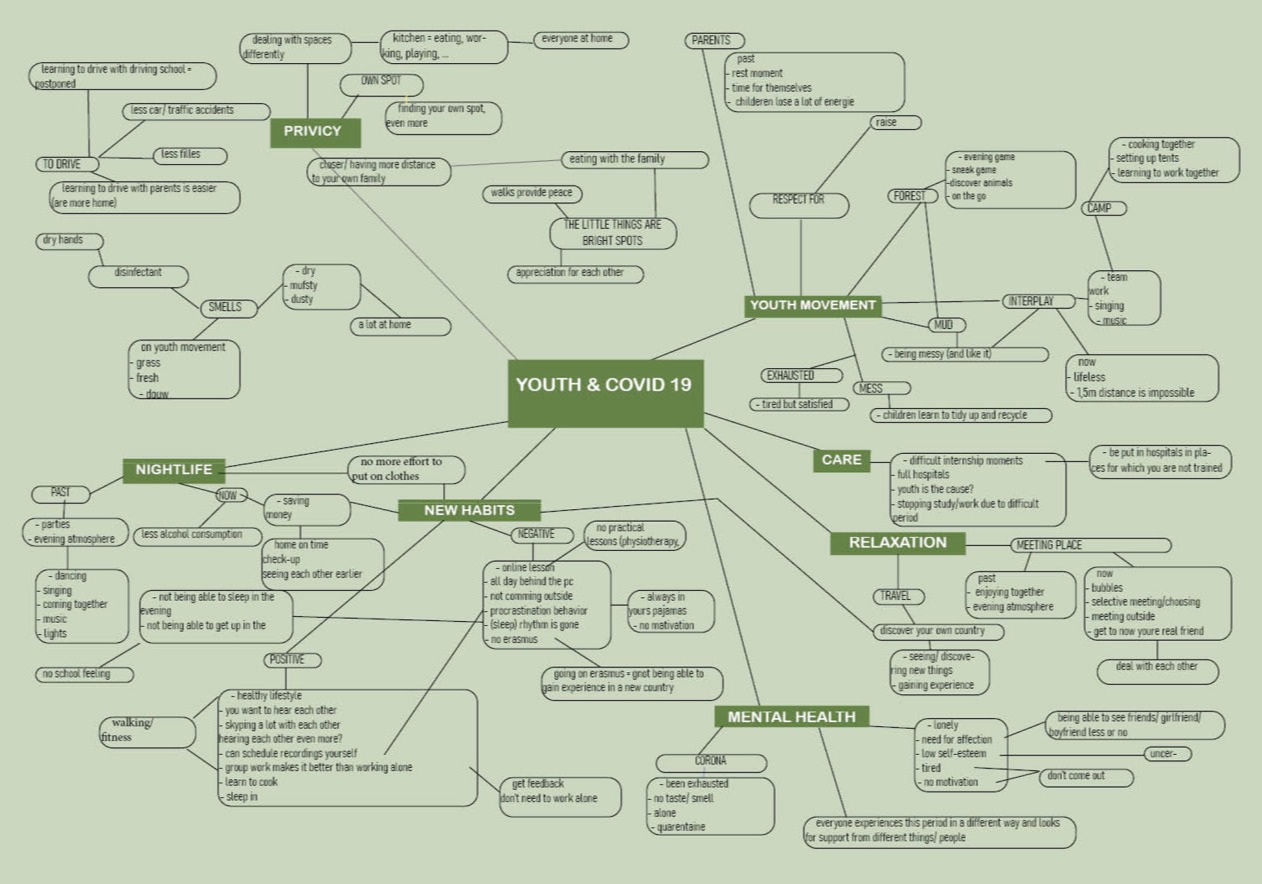 dealing with spaces
differently
kitchen = eating, wor-
king, playing, ...
everyone at home
OWN SPOT
finding your own spot,
even more
learning to drive with driving school =
postponed
less car/ traffic accidents
PRIVICY
TO DRIVE
less filles
learning to drive with parents is easier
(are more home)
closer/ having more distance
to your own family
eating with the family
walks provide peace
THE LITTLE THINGS ARE
BRIGHT SPOTS
appreciation for each other
dry hands
disinfectant
SMELLS
- dry
- mufsty
- dusty
a lot at home
on youth movement
- grass
- fresh
- douw
PARENTS
past
- rest moment
- time for themselves
- childeren lose a lot of energie
raise
RESPECT FOR
FOREST
- evening game
- sneak game
-discover animals
- on the go
- cooking together
- setting up tents
- learning to work together
CAMP
- team
work
- singing
- music
YOUTH MOVEMENT
INTERPLAY
MUD
- being messy (and like it)
now
- lifeless
- 1,5m distance is impossible
EXHAUSTED
- tired but satisfied
MESS
- children learn to tidy up and recycle
YOUTH & COVID 19
NIGHTLIFE
no more effort to
put on clothes
PAST
- parties
- evening atmosphere
- dancing
- singing
- coming together
- music
- lights
NOW
less alcohol consumption
- saving
money
home on time
check-up
seeing each other earlier
NEW HABITS
NEGATIVE
no practical
lessons (physiotherapy,
- online lesson
- all day behind the pc
- not comming outside
- procrastination behavior
- (sleep) rhythm is gone
- no erasmus
- always in
yours pajamas
- no motivation
going on erasmus = gnot being able to
gain experience in a new country
- not being able to sleep in the
evening
- not being able to get up in the
no school feeling
POSITIVE
walking/
fitness
- healthy lifestyle
- you want to hear each other
- skyping a lot with each other
hearing each other even more?
- can schedule recordings yourself
- group work makes it better than working alone
- learn to cook
- sleep in
get feedback
don't need to work alone
CARE
- difficult internship moments
- full hospitals
- youth is the cause?
- stopping study/work due to difficult
period
- be put in hospitals in pla-
ces for which you are not trained
RELAXATION
MEETING PLACE
past
- enjoying together
- evening atmosphere
now
- bubbles
- selective meeting/choosing
- meeting outside
- get to now youre real friend
deal with each other
TRAVEL
discover your own country
- seeing/ discove-
ring new things
- gaining experience
MENTAL HEALTH
CORONA
- been exhausted
- no taste/ smell
- alone
- quarentaine
- lonely
- need for affection
- low self-esteem
- tired
- no motivation
being able to see friends/ girlfriend/
boyfriend less or no
uncer-
don't come out
everyone experiences this period in a different way and looks
for support from different things/ people